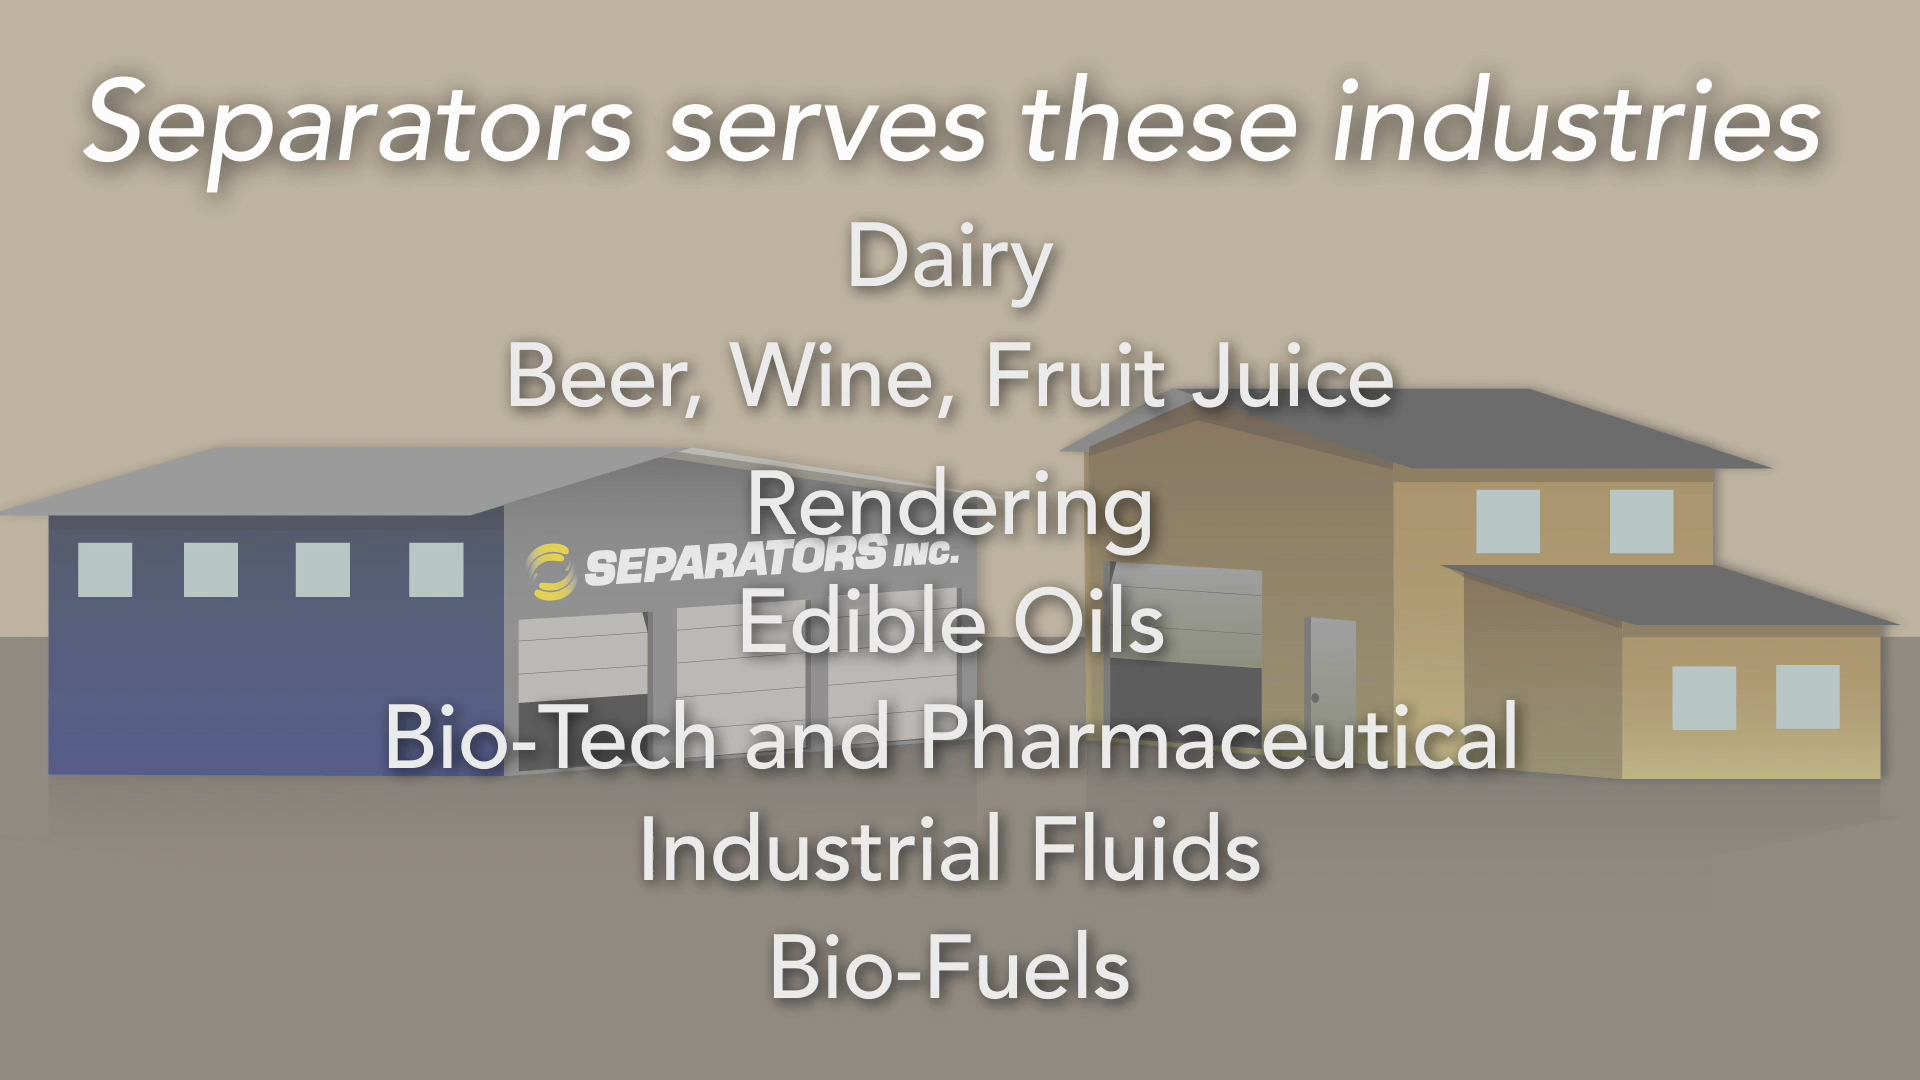 Separators serves these industries
Dairy
Beer, Wine, Fruit Juice
Rendering
SEPARATORS INC.
Edible Oils
Bio-Tech and Pharmaceutical
Industrial Fluids
Bio-Fuels